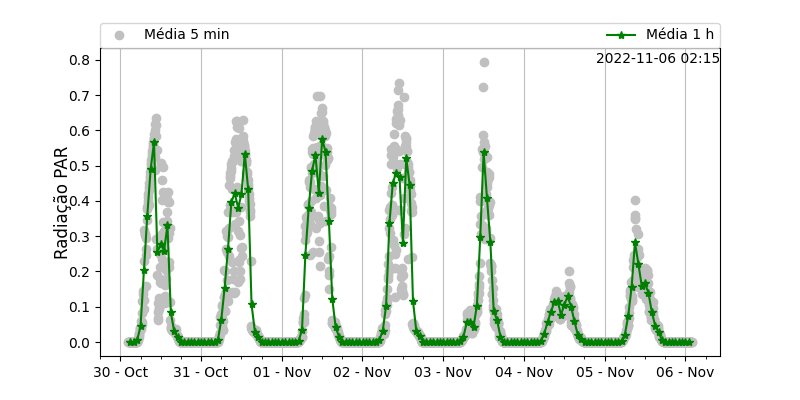 Média 5 min
Média 1 h
2022-11-06 02:15
Radiação PAR
0.8
0.7
0.6
0.5
0.4
0.3
0.2
0.1
0.0
30 - Oct
31 - Oct
01 - Nov
02 - Nov
03 - Nov
04 - Nov
05 - Nov
06 - Nov